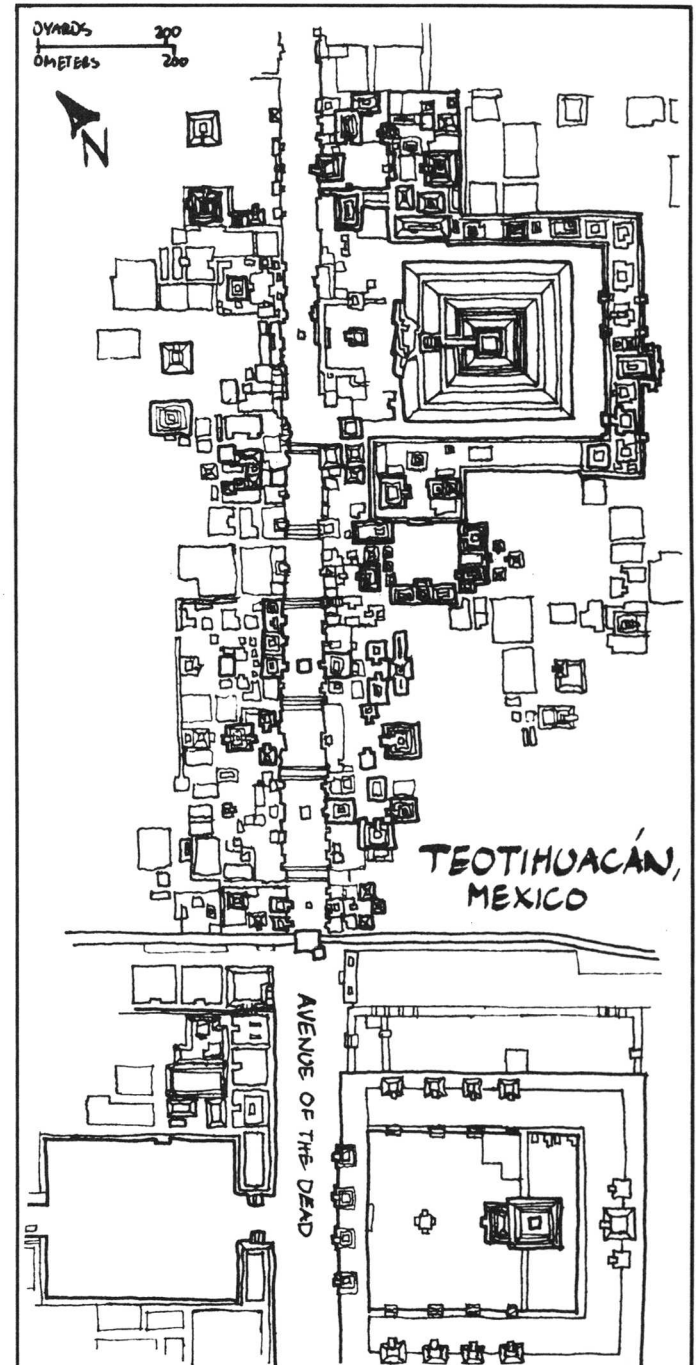 0 YARDS 200
0 METERS 200
N
TEOTIHUACÁN,
MEXICO
AVENUE OF THE DEAD